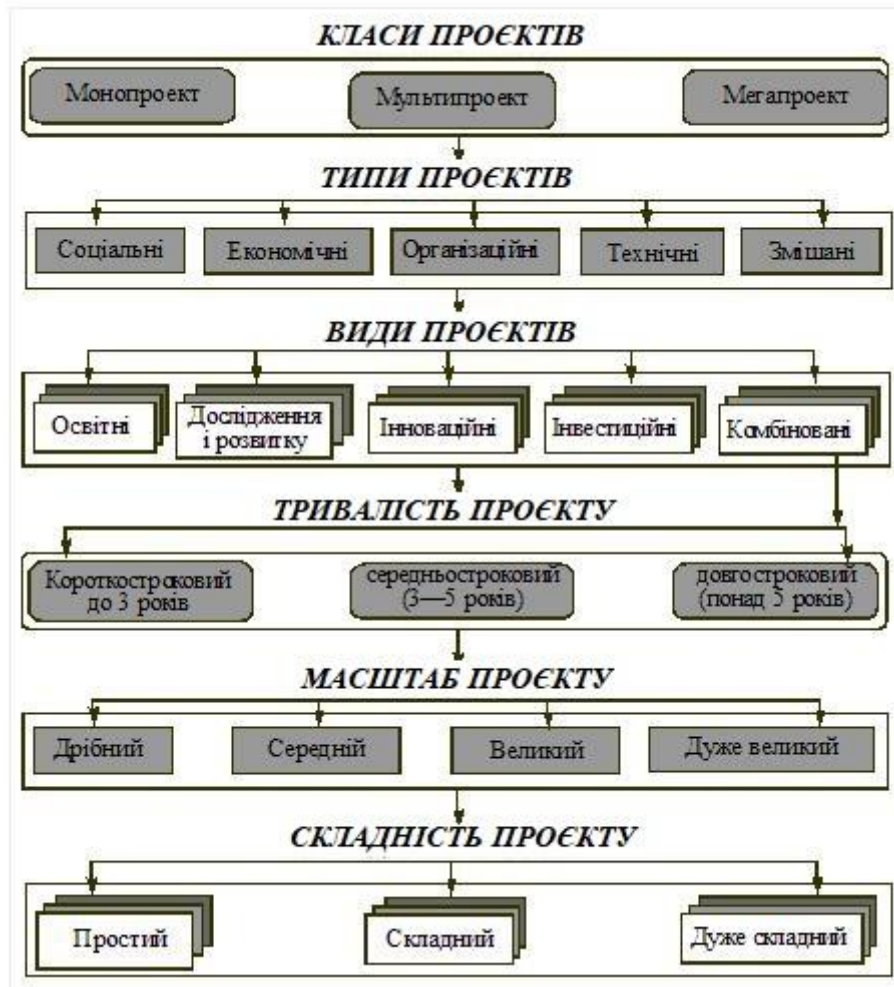 КЛАСИ ПРОЄКТІВ
Монопроект
Мультипроект
Мегапроект
ТИПИ ПРОЄКТІВ
Соціальні
Економічні
Організаційні
Технічні
Змішані
ВИДИ ПРОЄКТІВ
Освітні
Дослідження
і розвитку
Інноваційні
Інвестиційні
Комбіновані
ТРИВАЛІСТЬ ПРОЄКТУ
Короткостроковий
до 3 років
середньостроковий
(3—5 років)
довгостроковий
(понад 5 років)
МАСШТАБ ПРОЄКТУ
Дрібний
Середній
Великий
Дуже великий
СКЛАДНІСТЬ ПРОЄКТУ
Простий
Складний
Дуже складний